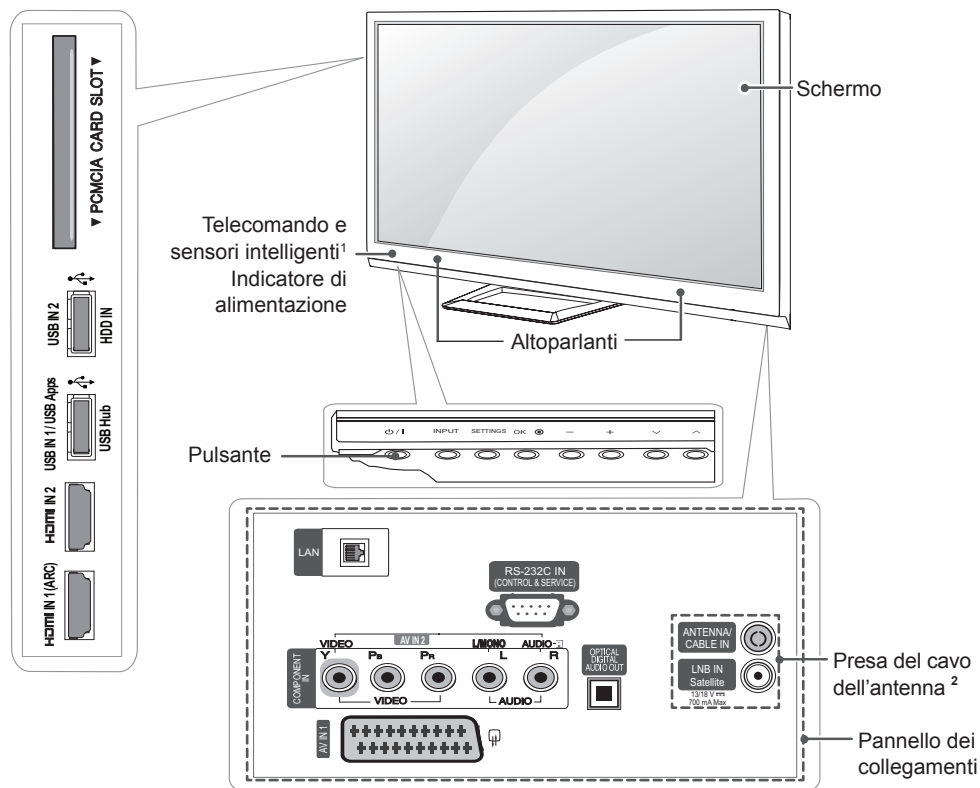 ▼PCMCIA CARD SLOT▼
USB IN 2
HDD IN
USB IN 1 / USB Apps
USB Hub
HDMI IN 2
HDMI IN 1 (ARC)
Schermo
Telecomando e
sensori intelligenti¹
Indicatore di
alimentazione
Altoparlanti
⏻/I INPUT SETTINGS OK ◉ − + ﹀ ︿
Pulsante
LAN
RS-232C IN
(CONTROL & SERVICE)
AV IN 2
VIDEO L/MONO AUDIO R
COMPONENT IN
Y PB PR L R
VIDEO AUDIO
OPTICAL
DIGITAL
AUDIO OUT
AV IN 1
ANTENNA/
CABLE IN
LNB IN
Satellite
13/18 V ⎓
700 mA Max
Presa del cavo
dell'antenna ²
Pannello dei
collegamenti